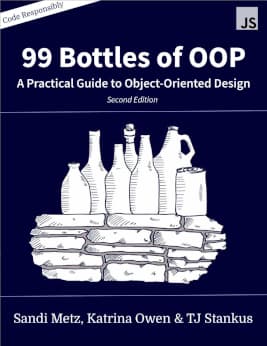 Code Responsibly
JS
99 Bottles of OOP
A Practical Guide to Object-Oriented Design
Second Edition
Sandi Metz, Katrina Owen & TJ Stankus